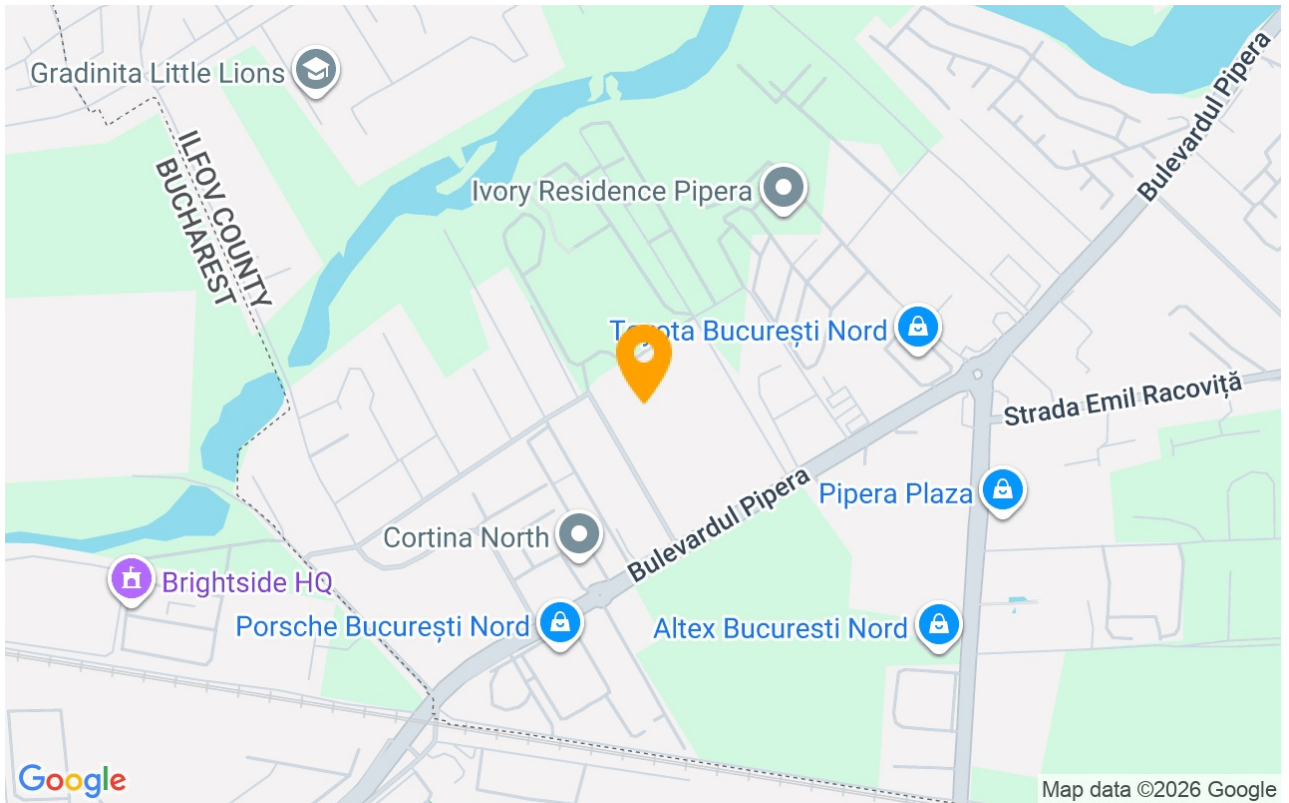 Gradinita Little Lions
ILFOV COUNTY
BUCHAREST
Bulevardul Pipera
Ivory Residence Pipera
Toyota București Nord
Strada Emil Racoviță
Pipera Plaza
Bulevardul Pipera
Cortina North
Brightside HQ
Porsche București Nord
Altex Bucuresti Nord
Google
Map data ©2026 Google